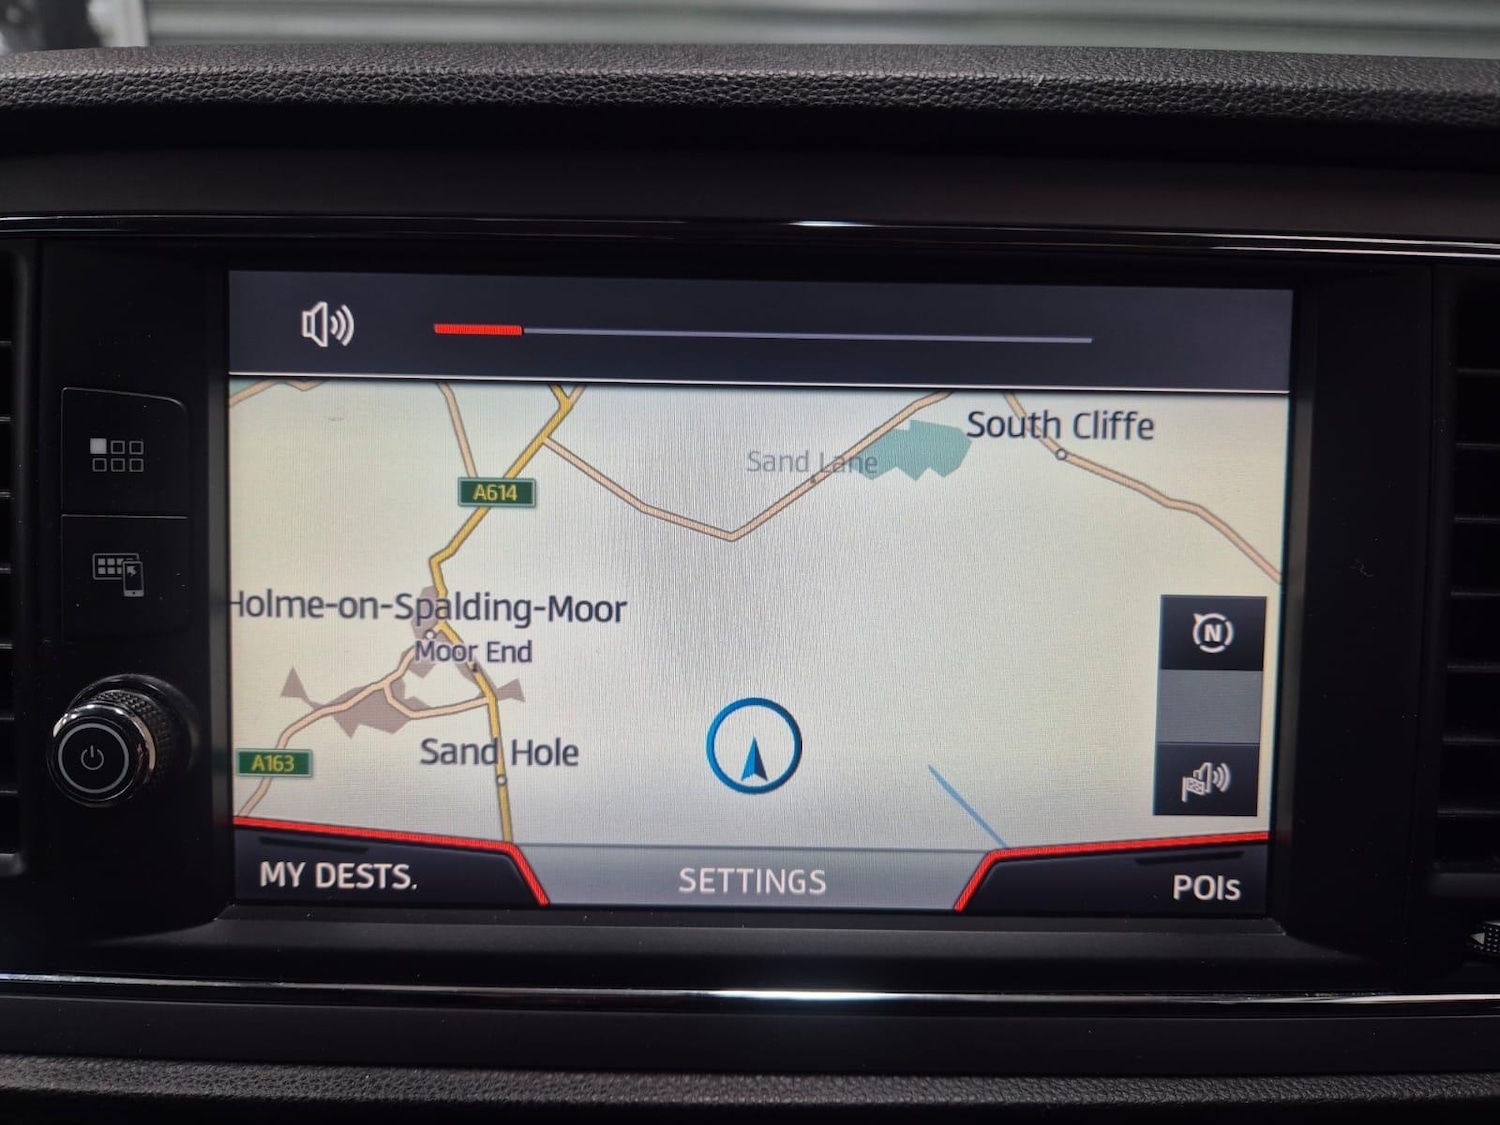 South Cliffe
Sand Lane
A614
Holme-on-Spalding-Moor
N
Moor End
Sand Hole
A163
MY DESTS.
SETTINGS
POIs